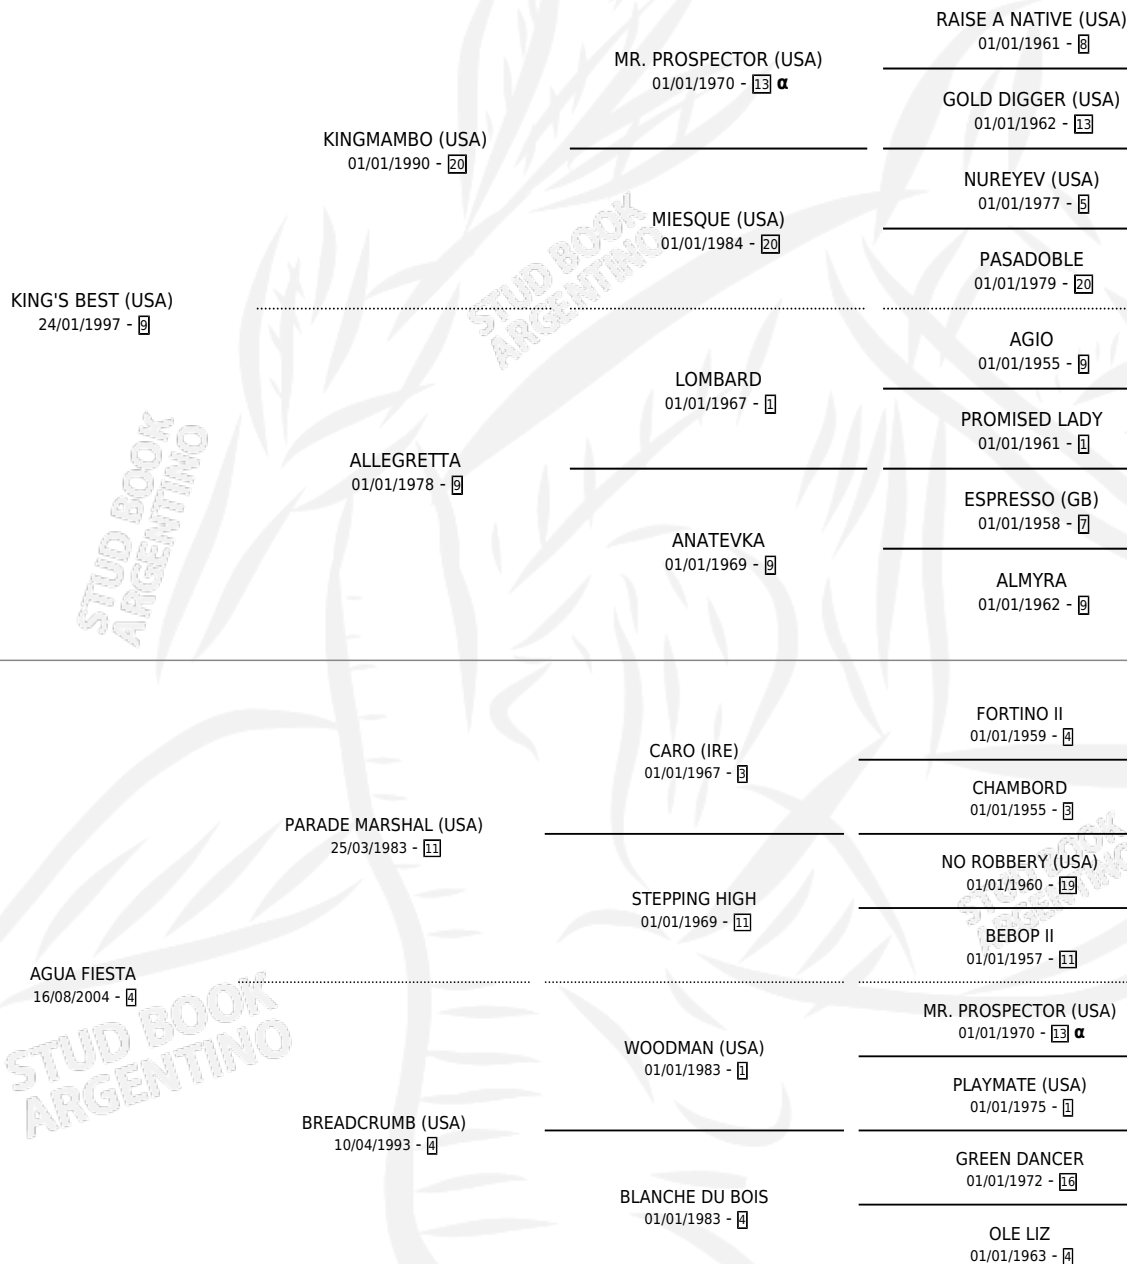 RAISE A NATIVE (USA)
01/01/1961 - 8
MR. PROSPECTOR (USA)
01/01/1970 - 13 α
GOLD DIGGER (USA)
01/01/1962 - 13
KINGMAMBO (USA)
01/01/1990 - 20
NUREYEV (USA)
01/01/1977 - 5
MIESQUE (USA)
01/01/1984 - 20
PASADOBLE
01/01/1979 - 20
KING'S BEST (USA)
24/01/1997 - 9
AGIO
01/01/1955 - 9
LOMBARD
01/01/1967 - 1
PROMISED LADY
01/01/1961 - 1
ALLEGRETTA
01/01/1978 - 9
ESPRESSO (GB)
01/01/1958 - 7
ANATEVKA
01/01/1969 - 9
ALMYRA
01/01/1962 - 9
FORTINO II
01/01/1959 - 4
CARO (IRE)
01/01/1967 - 3
CHAMBORD
01/01/1955 - 3
PARADE MARSHAL (USA)
25/03/1983 - 11
NO ROBBERY (USA)
01/01/1960 - 19
STEPPING HIGH
01/01/1969 - 11
BEBOP II
01/01/1957 - 11
AGUA FIESTA
16/08/2004 - 4
MR. PROSPECTOR (USA)
01/01/1970 - 13 α
WOODMAN (USA)
01/01/1983 - 1
PLAYMATE (USA)
01/01/1975 - 1
BREADCRUMB (USA)
10/04/1993 - 4
GREEN DANCER
01/01/1972 - 16
BLANCHE DU BOIS
01/01/1983 - 4
OLE LIZ
01/01/1963 - 4
STUD BOOK
ARGENTINO
STUD BOOK
ARGENTINO
STUD BOOK
ARGENTINO
STUD BOOK
ARGENTINO